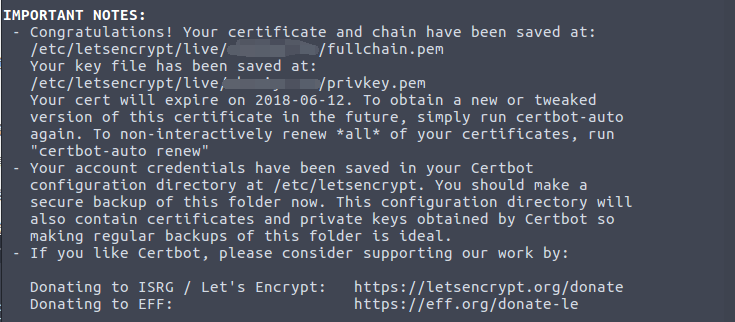 IMPORTANT NOTES:
- Congratulations! Your certificate and chain have been saved at:
/etc/letsencrypt/live/ /fullchain.pem
Your key file has been saved at:
/etc/letsencrypt/live/ /privkey.pem
Your cert will expire on 2018-06-12. To obtain a new or tweaked
version of this certificate in the future, simply run certbot-auto
again. To non-interactively renew *all* of your certificates, run
"certbot-auto renew"
- Your account credentials have been saved in your Certbot
configuration directory at /etc/letsencrypt. You should make a
secure backup of this folder now. This configuration directory will
also contain certificates and private keys obtained by Certbot so
making regular backups of this folder is ideal.
- If you like Certbot, please consider supporting our work by:
Donating to ISRG / Let's Encrypt: https://letsencrypt.org/donate
Donating to EFF: https://eff.org/donate-le